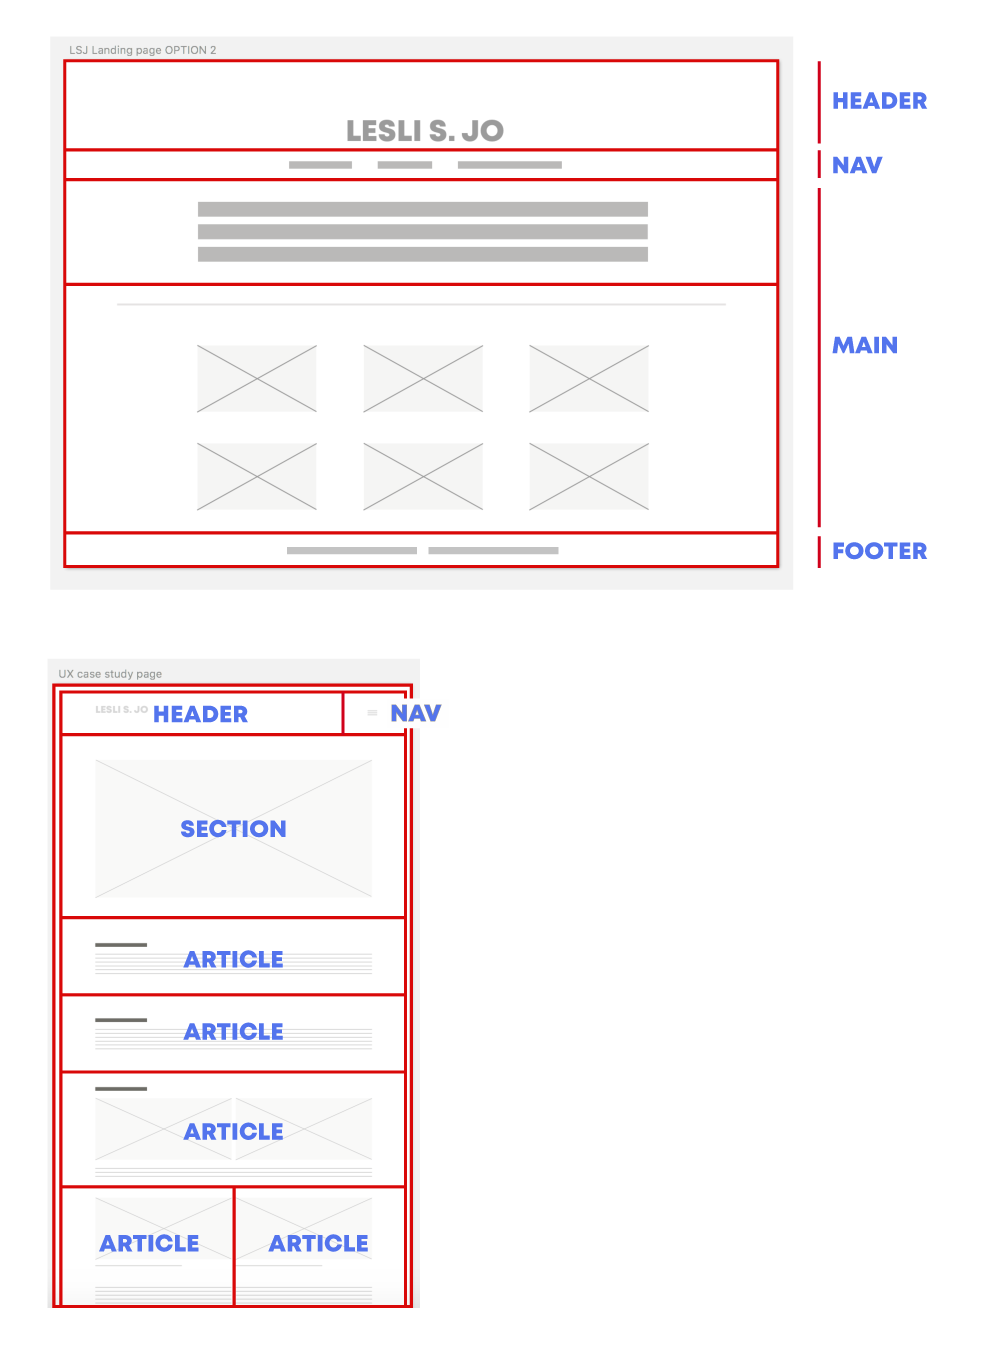 LSJ Landing page OPTION 2
HEADER
LESLI S. JO
NAV
MAIN
FOOTER
UX case study page
LESLI S. JO
HEADER
NAV
SECTION
ARTICLE
ARTICLE
ARTICLE
ARTICLE
ARTICLE